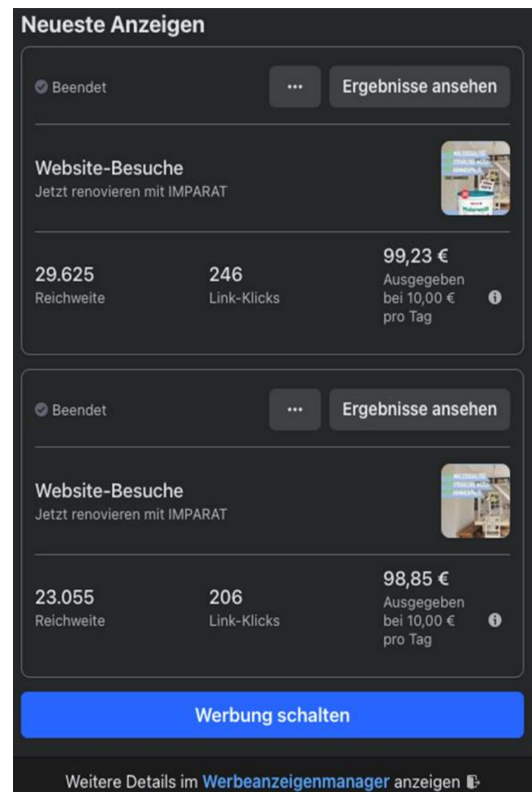 Neueste Anzeigen
Beendet
Ergebnisse ansehen
Website-Besuche
Jetzt renovieren mit IMPARAT
29.625
Reichweite
246
Link-Klicks
99,23 €
Ausgegeben
bei 10,00 €
pro Tag
Beendet
Ergebnisse ansehen
Website-Besuche
Jetzt renovieren mit IMPARAT
23.055
Reichweite
206
Link-Klicks
98,85 €
Ausgegeben
bei 10,00 €
pro Tag
Werbung schalten
Weitere Details im Werbeanzeigenmanager anzeigen